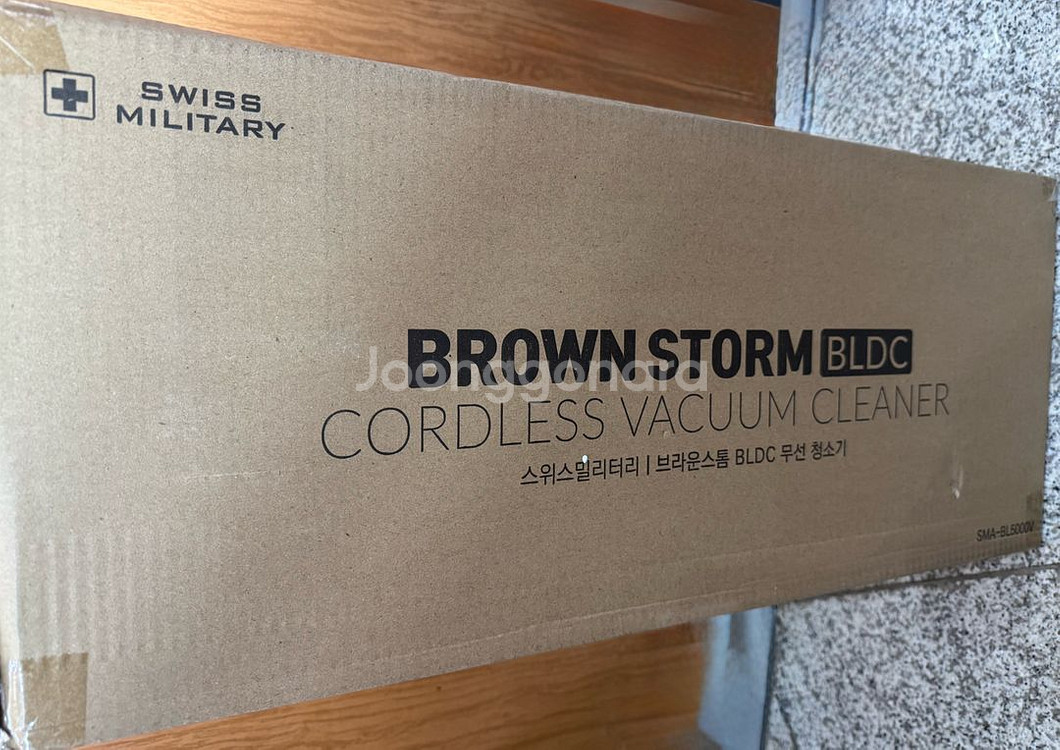 SWISS
MILITARY
BROWN STORM BLDC
Joonggonara
CORDLESS VACUUM CLEANER
스위스밀리터리 | 브라운스톰 BLDC 무선 청소기
SMA-BL5000V